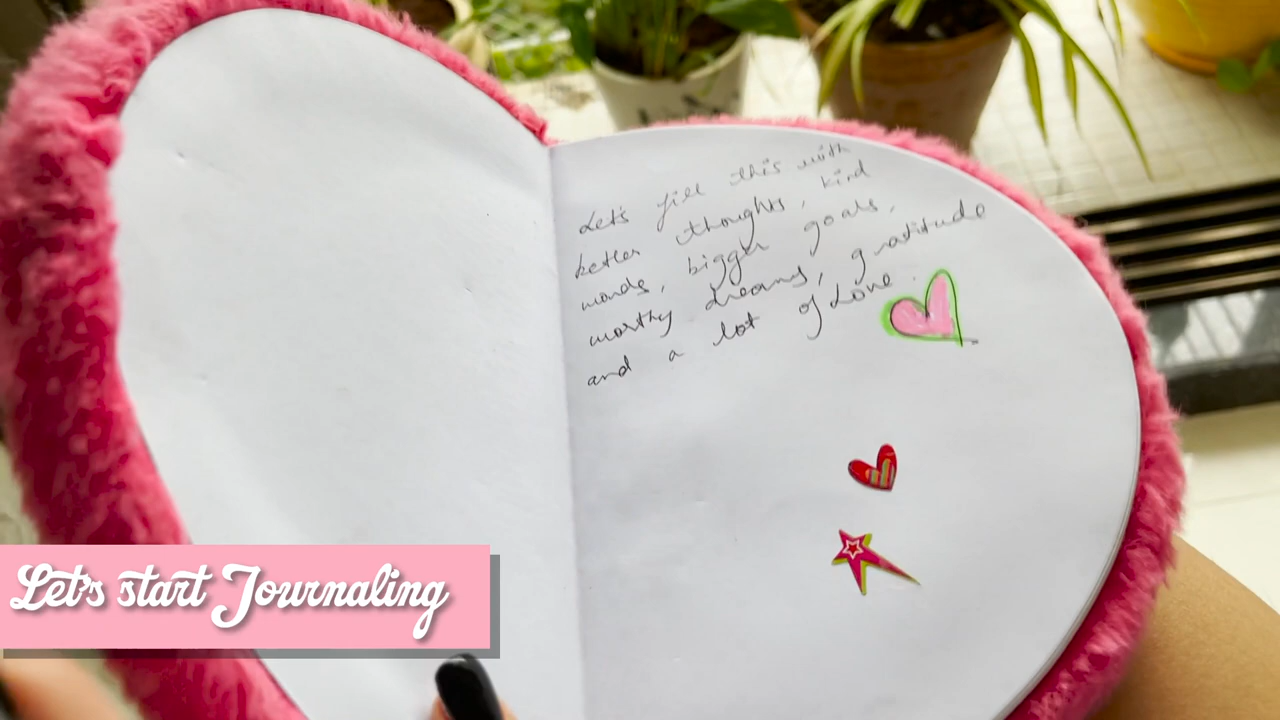 Let's fill this with
better thoughts, kind
words, bigger goals,
worthy dreams, gratitude
and a lot of Love.
Let's start Journaling